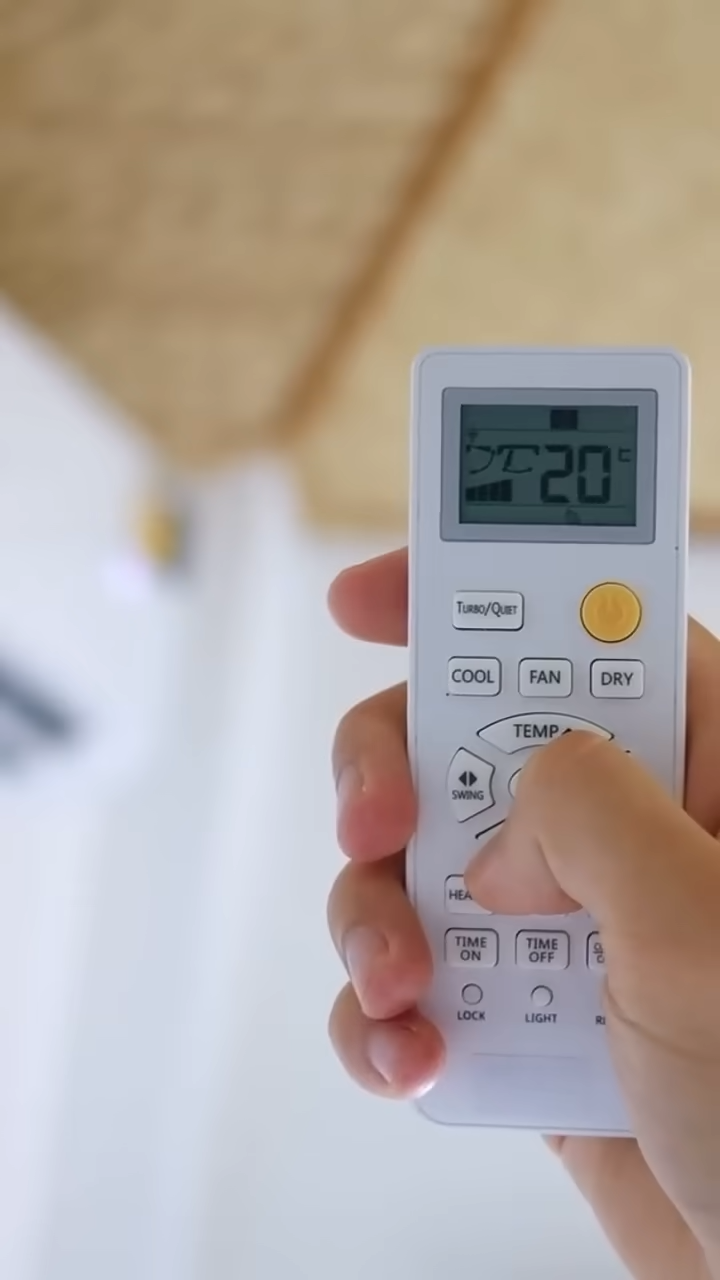 20
TURBO/QUIET
COOL FAN DRY
TEMP
SWING
TIME ON TIME OFF
LOCK LIGHT